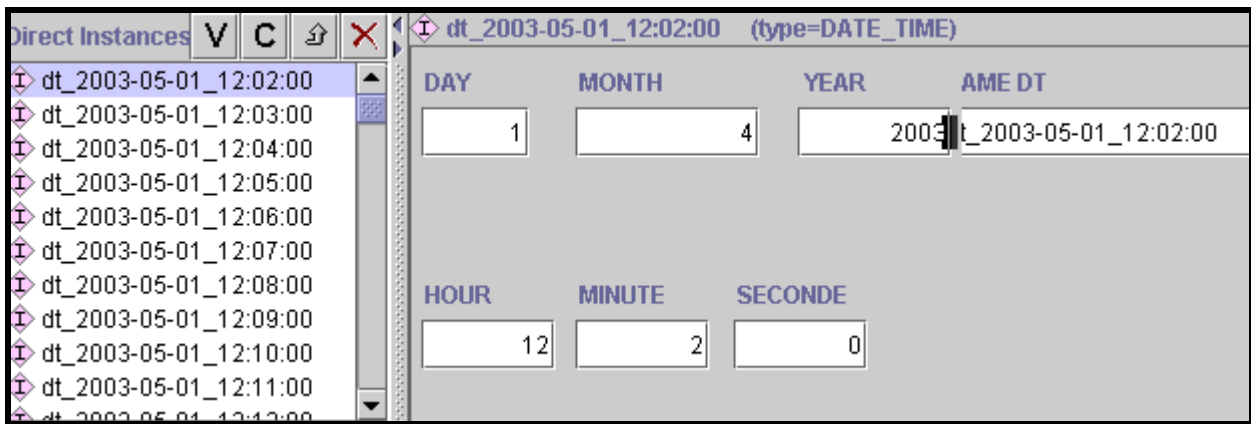 Direct Instances V C
dt_2003-05-01_12:02:00
dt_2003-05-01_12:03:00
dt_2003-05-01_12:04:00
dt_2003-05-01_12:05:00
dt_2003-05-01_12:06:00
dt_2003-05-01_12:07:00
dt_2003-05-01_12:08:00
dt_2003-05-01_12:09:00
dt_2003-05-01_12:10:00
dt_2003-05-01_12:11:00
dt_2003-05-01_12:02:00 (type=DATE_TIME)
DAY MONTH YEAR AME DT
1 4 2003 t_2003-05-01_12:02:00
HOUR MINUTE SECONDE
12 2 0